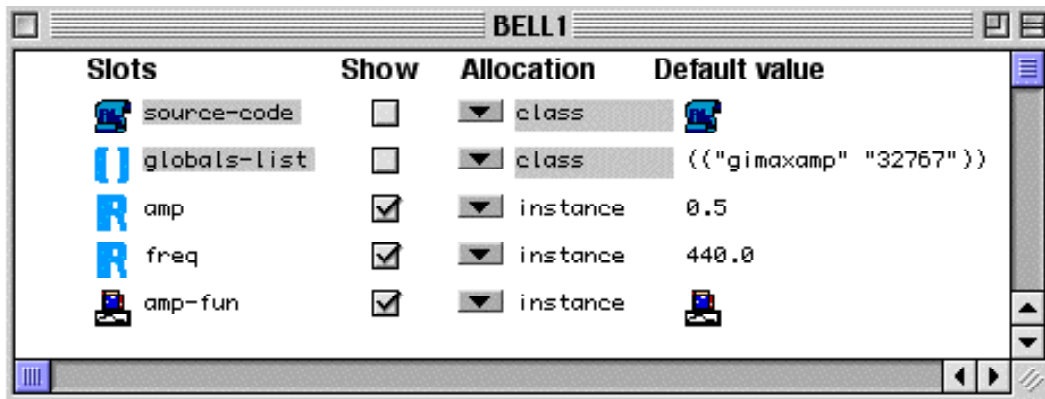 BELL1
Slots Show Allocation Default value
source-code class
globals-list class (("gimaxamp" "32767"))
amp instance 0.5
freq instance 440.0
amp-fun instance